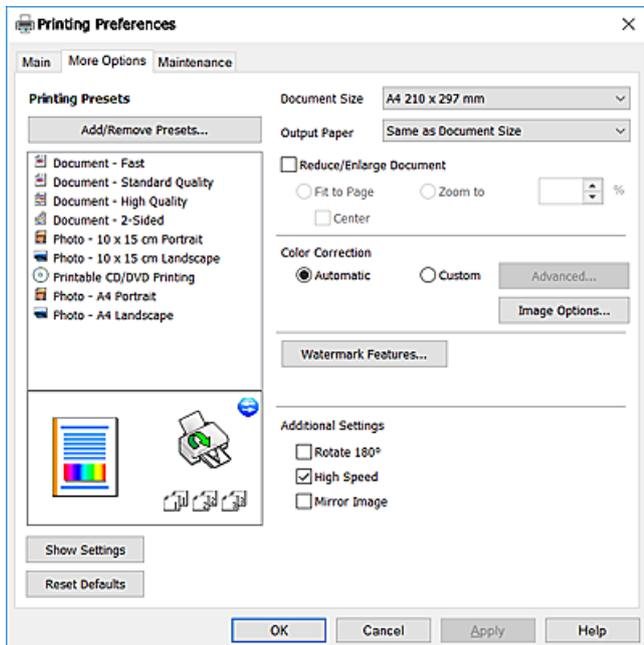 Printing Preferences
Main More Options Maintenance
Printing Presets
Add/Remove Presets...
Document - Fast
Document - Standard Quality
Document - High Quality
Document - 2-Sided
Photo - 10 x 15 cm Portrait
Photo - 10 x 15 cm Landscape
Printable CD/DVD Printing
Photo - A4 Portrait
Photo - A4 Landscape
Show Settings
Reset Defaults
Document Size A4 210 x 297 mm
Output Paper Same as Document Size
Reduce/Enlarge Document
Fit to Page Zoom to %
Center
Color Correction
Automatic Custom Advanced...
Image Options...
Watermark Features...
Additional Settings
Rotate 180°
High Speed
Mirror Image
OK Cancel Apply Help